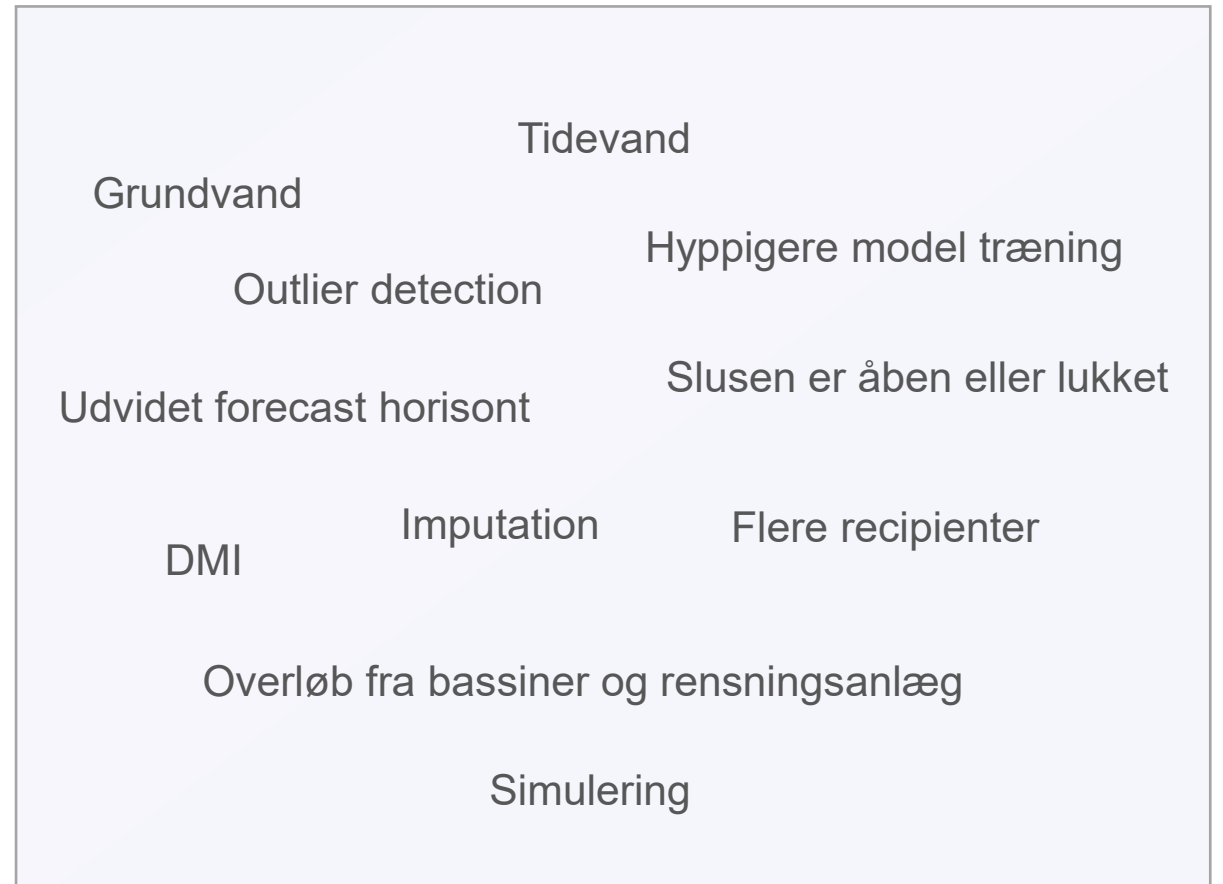 Tidevand
Grundvand
Hyppigere model træning
Outlier detection
Slusen er åben eller lukket
Udvidet forecast horisont
Imputation
Flere recipienter
DMI
Overløb fra bassiner og rensningsanlæg
Simulering